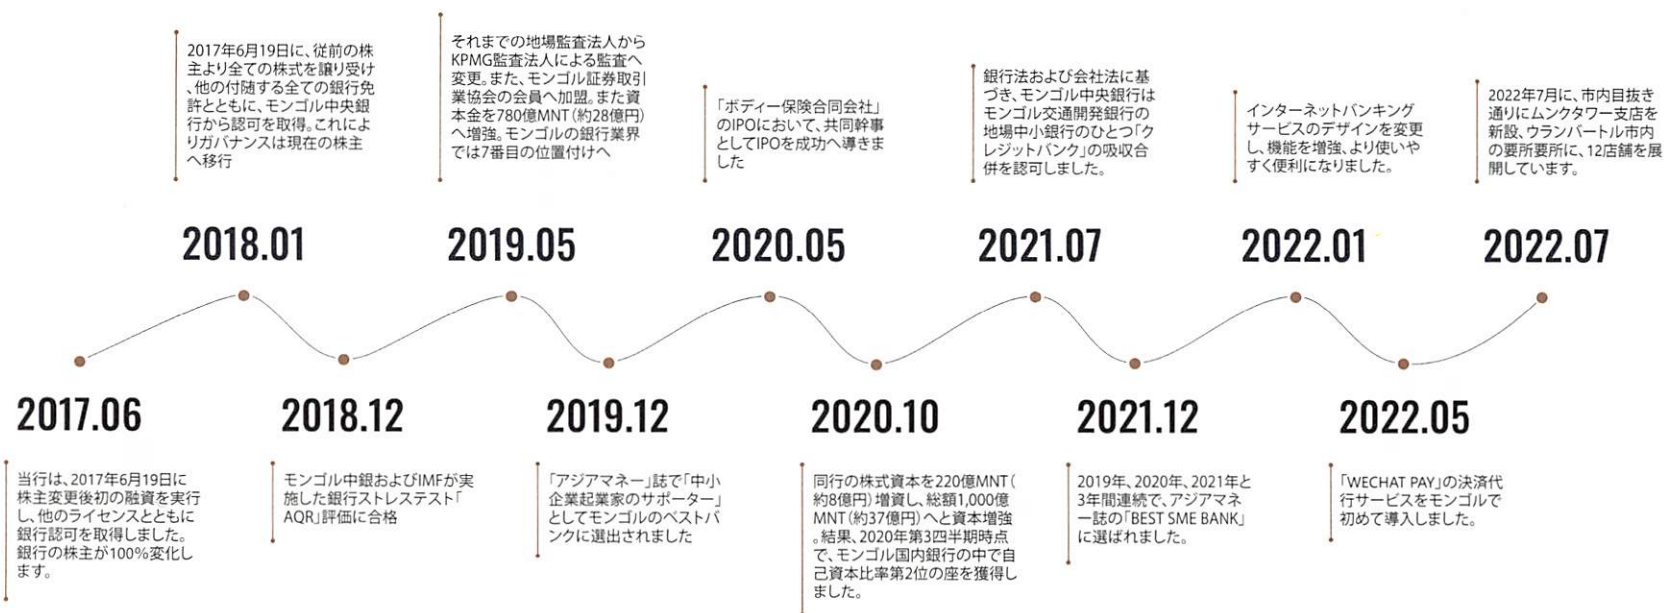 2017年6月19日に、従前の株
主より全ての株式を譲り受け
、他の付随する全ての銀行免
許とともに、モンゴル中央銀
行から認可を取得。これによ
りガバナンスは現在の株主
へ移行
それまでの地場監査法人から
KPMG監査法人による監査へ
変更。また、モンゴル証券取引
業協会の会員へ加盟。また資
本金を780億MNT（約28億円）
へ増強。モンゴルの銀行業界
では7番目の位置付けへ
「ボディー保険合同会社」
のIPOにおいて、共同幹事
としてIPOを成功へ導きま
した
銀行法および会社法に基
づき、モンゴル中央銀行は
モンゴル交通開発銀行の
地場中小銀行のひとつ「ク
レジットバンク」の吸収合
併を認可しました。
インターネットバンキング
サービスのデザインを変更
し、機能を増強、より使いや
すく便利になりました。
2022年7月に、市内目抜き
通りにムンクタワー支店を
新設、ウランバートル市内
の要所要所に、12店舗を展
開しています。
2018.01
2019.05
2020.05
2021.07
2022.01
2022.07
2017.06
2018.12
2019.12
2020.10
2021.12
2022.05
当行は、2017年6月19日に
株主変更後初の融資を実行
し、他のライセンスとともに
銀行認可を取得しました。
銀行の株主が100％変化し
ます。
モンゴル中銀およびIMFが実
施した銀行ストレステスト「
AQR」評価に合格
「アジアマネー」誌で「中小
企業起業家のサポーター」
としてモンゴルのベストバ
ンクに選出されました
同行の株式資本を220億MNT（
約8億円）増資し、総額1,000億
MNT（約37億円）へと資本増強
。結果、2020年第3四半期時点
で、モンゴル国内銀行の中で自
己資本比率第2位の座を獲得し
ました。
2019年、2020年、2021年と
3年間連続で、アジアマネ
ー誌の「BEST SME BANK」
に選ばれました。
「WECHAT PAY」の決済代
行サービスをモンゴルで
初めて導入しました。